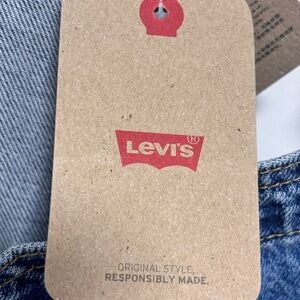 Levi's®
ORIGINAL STYLE,
RESPONSIBLY MADE.